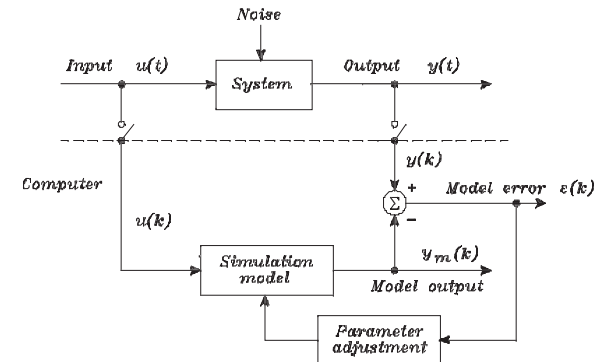 Noise
Input u(t)
System
Output y(t)
y(k)
Computer
+
Model error ε(k)
Σ
−
u(k)
Simulation
model
y_m(k)
Model output
Parameter
adjustment